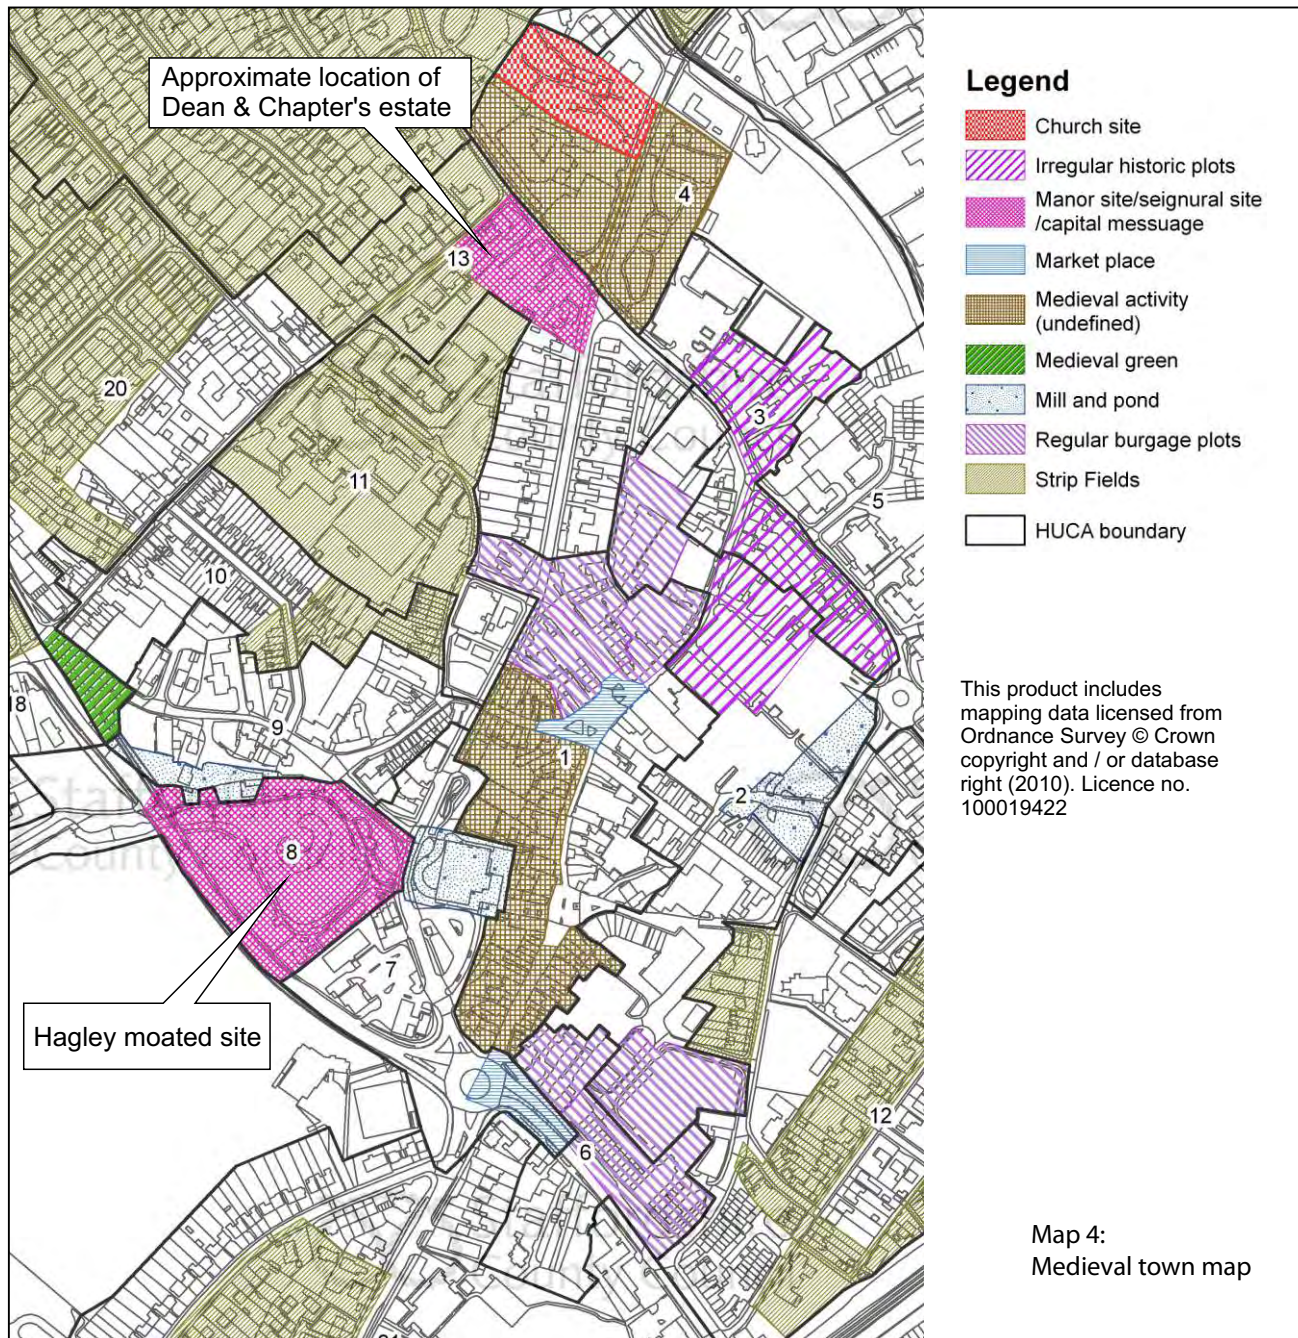 Approximate location of
Dean & Chapter's estate
4
13
3
20
11
5
10
18
9
1
2
8
7
Hagley moated site
12
6
Legend
Church site
Irregular historic plots
Manor site/seignural site
/capital messuage
Market place
Medieval activity
(undefined)
Medieval green
Mill and pond
Regular burgage plots
Strip Fields
HUCA boundary
This product includes
mapping data licensed from
Ordnance Survey © Crown
copyright and / or database
right (2010). Licence no.
100019422
Map 4:
Medieval town map